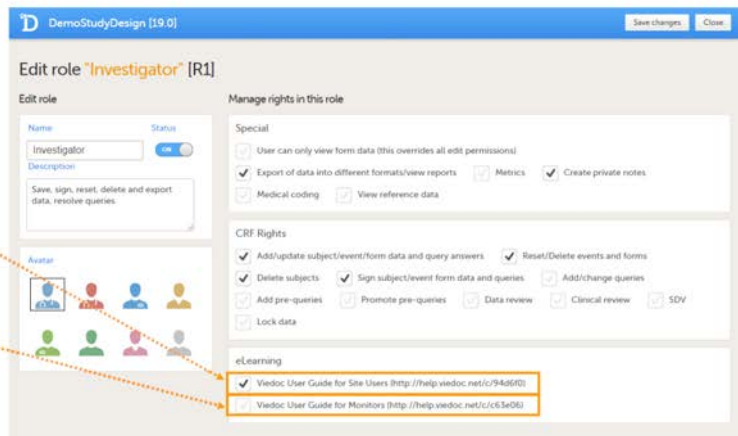 DemoStudyDesign [19.0]
Save changes
Close
Edit role "Investigator" [R1]
Edit role
Name
Status
Investigator
ON
Description
Save, sign, reset, delete and export
data, resolve queries
Avatar
Manage rights in this role
Special
User can only view form data (this overrides all edit permissions)
Export of data into different formats/view reports Metrics Create private notes
Medical coding View reference data
CRF Rights
Add/update subject/event/form data and query answers Reset/Delete events and forms
Delete subjects Sign subject/event form data and queries Add/change queries
Add pre-queries Promote pre-queries Data review Clinical review SDV
Lock data
eLearning
Viedoc User Guide for Site Users (http://help.viedoc.net/c/94d6f0)
Viedoc User Guide for Monitors (http://help.viedoc.net/c/c63e06)